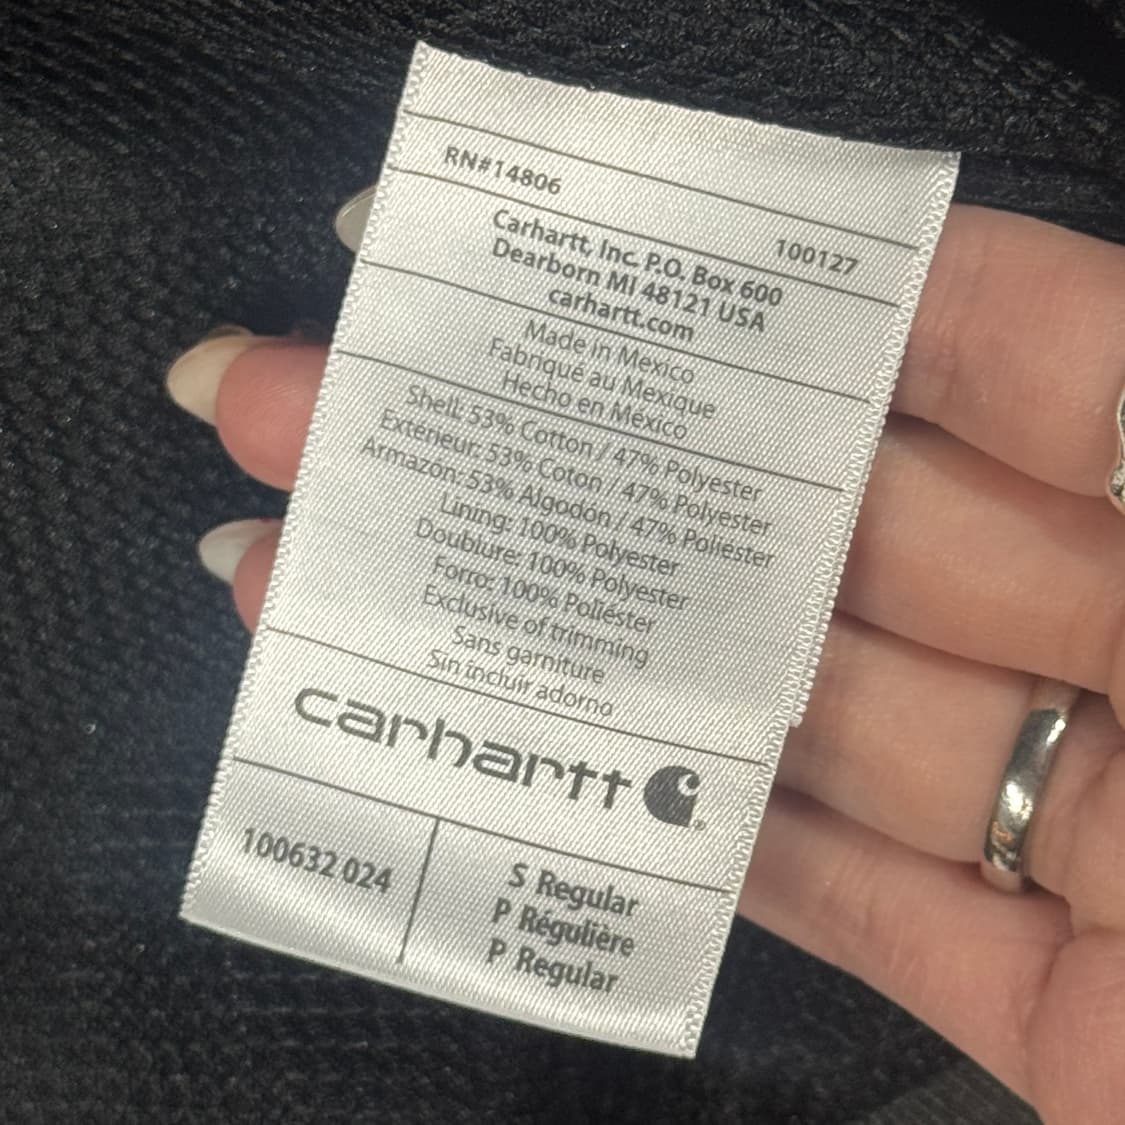 RN#14806
100127
Carhartt, Inc. P.O. Box 600
Dearborn MI 48121 USA
carhartt.com
Made in Mexico
Fabriqué au Mexique
Hecho en México
Shell: 53% Cotton / 47% Polyester
Extérieur: 53% Coton / 47% Polyester
Armazón: 53% Algodon / 47% Poliester
Lining: 100% Polyester
Doublure: 100% Polyester
Forro: 100% Poliéster
Exclusive of trimming
Sans garniture
Sin incluir adorno
carhartt
100632 024
S Regular
P Régulière
P Regular